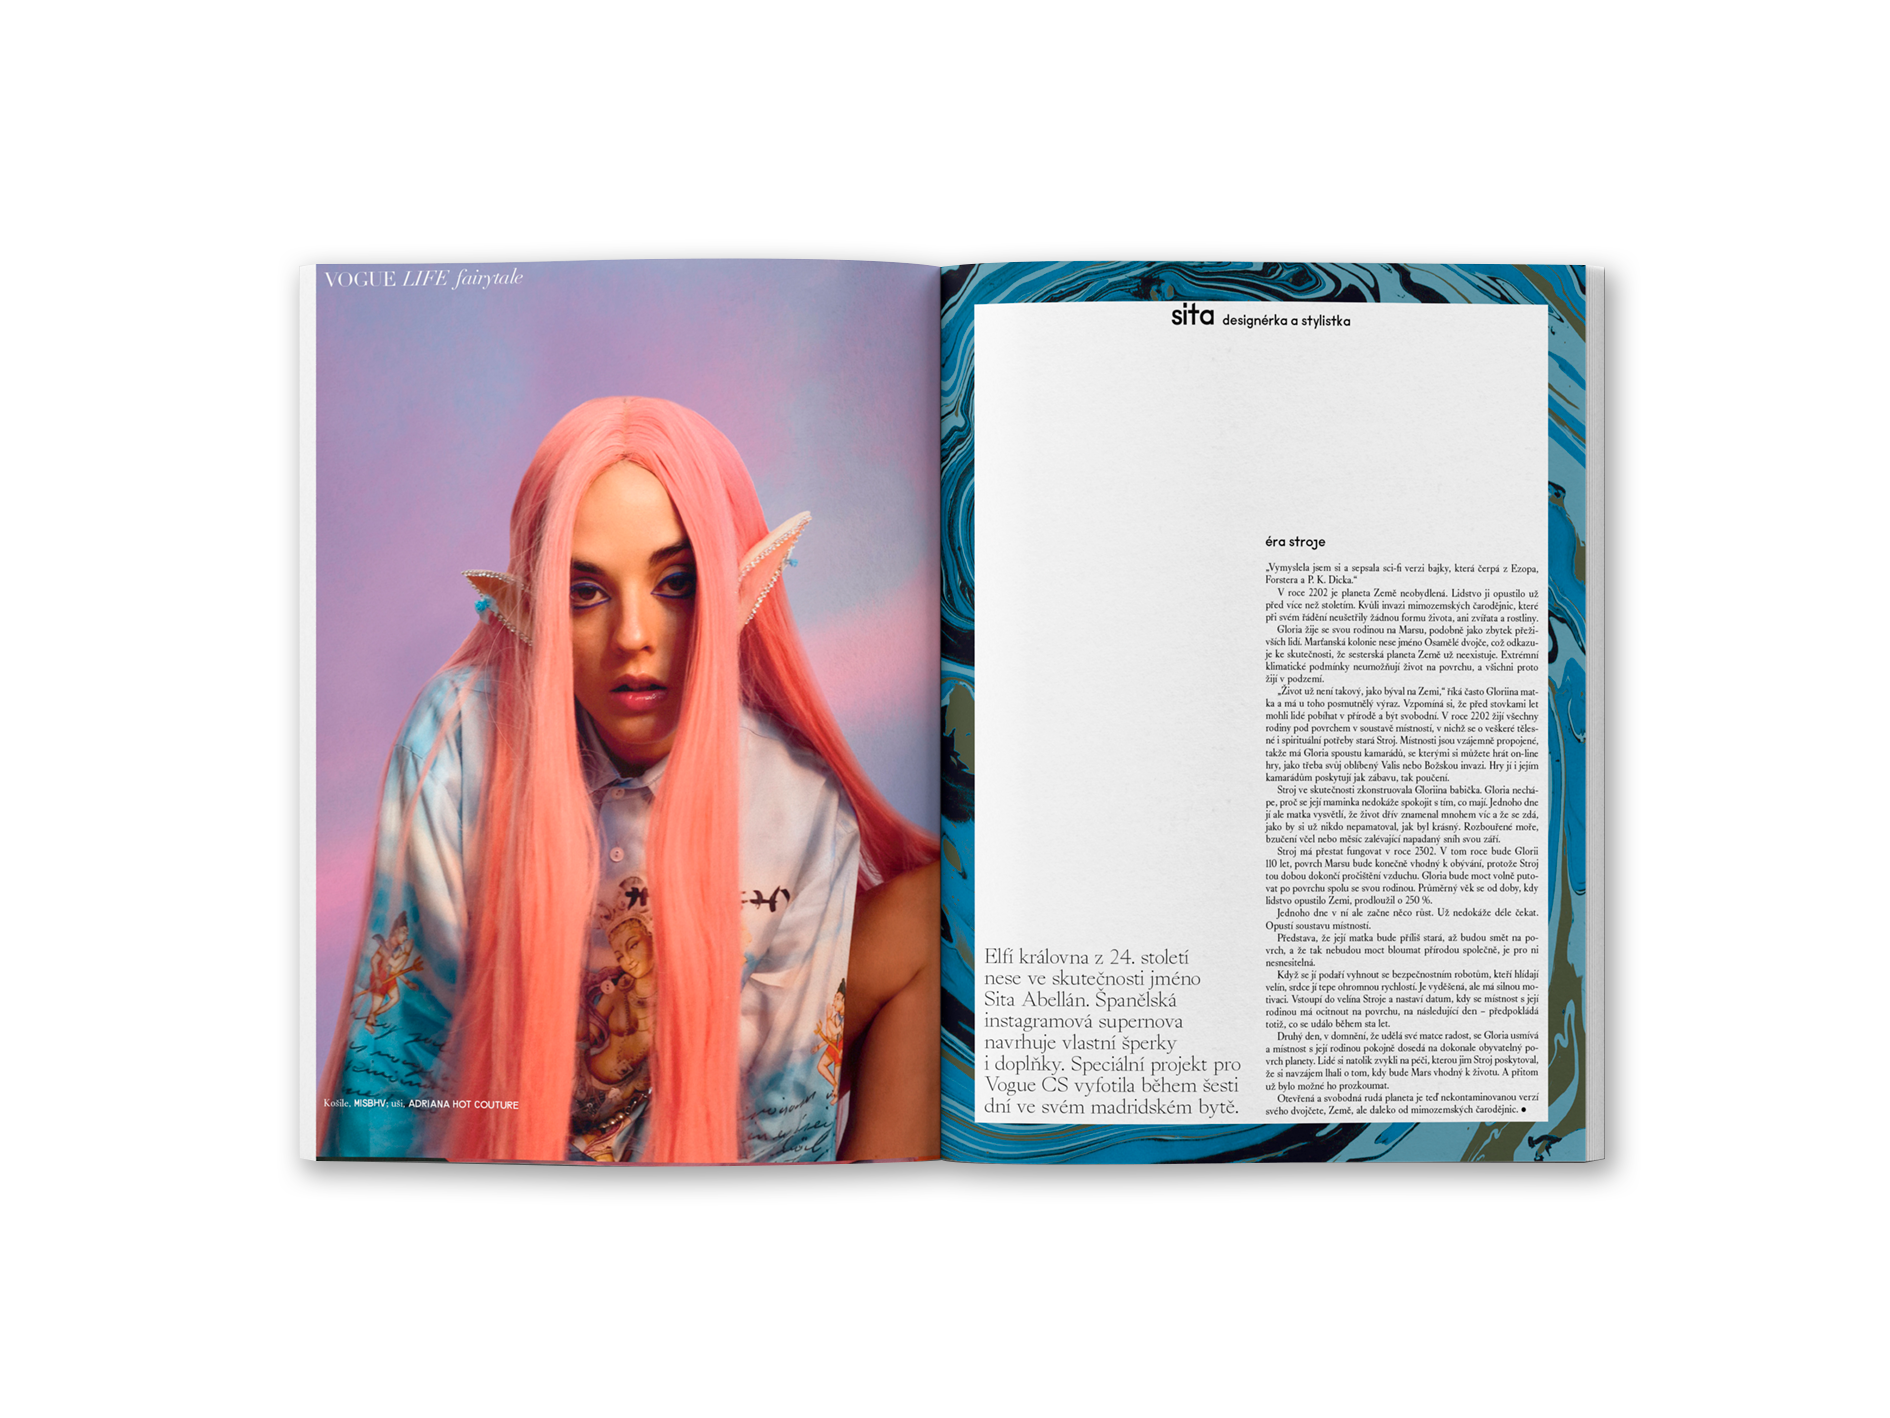 VOGUE LIFE fairytale
Košile, MISBHV; uši, ADRIANA HOT COUTURE
sita designérka a stylistka
Elfí královna z 24. století
nese ve skutečnosti jméno
Sita Abellán. Španělská
instagramová supernova
navrhuje vlastní šperky
i doplňky. Speciální projekt pro
Vogue CS vyfotila během šesti
dní ve svém madridském bytě.
éra stroje
„Vymyslela jsem si a sepsala sci-fi verzi bajky, která čerpá z Ezopa,
Forstera a P. K. Dicka.“
V roce 2202 je planeta Země neobydlená. Lidstvo ji opustilo už
před více než stoletím. Kvůli invazi mimozemských čarodějnic, které
při svém řádění neušetřily žádnou formu života, ani zvířata a rostliny.
Gloria žije se svou rodinou na Marsu, podobně jako zbytek přeži-
vších lidí. Marťanská kolonie nese jméno Osamělé dvojče, což odkazu-
je ke skutečnosti, že sesterská planeta Země už neexistuje. Extrémní
klimatické podmínky neumožňují život na povrchu, a všichni proto
žijí v podzemí.
„Život už není takový, jako býval na Zemi,“ říká často Gloriina mat-
ka a má u toho posmutnělý výraz. Vzpomíná si, že před stovkami let
mohli lidé pobíhat v přírodě a být svobodní. V roce 2202 žijí všechny
rodiny pod povrchem v soustavě místností, v nichž se o veškeré těles-
né i spirituální potřeby stará Stroj. Místnosti jsou vzájemně propojené,
takže má Gloria spoustu kamarádů, se kterými si můžete hrát on-line
hry, jako třeba svůj oblíbený Valis nebo Božskou invazi. Hry jí i jejím
kamarádům poskytují jak zábavu, tak poučení.
Stroj ve skutečnosti zkonstruovala Gloriina babička. Gloria nechá-
pe, proč se její maminka nedokáže spokojit s tím, co mají. Jednoho dne
jí ale matka vysvětlí, že život dřív znamenal mnohem víc a že se zdá,
jako by si už nikdo nepamatoval, jak byl krásný. Rozbouřené moře,
bzučení včel nebo měsíc zalévající napadaný sníh svou září.
Stroj má přestat fungovat v roce 2302. V tom roce bude Glorii
110 let, povrch Marsu bude konečně vhodný k obývání, protože Stroj
tou dobou dokončí pročištění vzduchu. Gloria bude moct volně puto-
vat po povrchu spolu se svou rodinou. Průměrný věk se od doby, kdy
lidstvo opustilo Zemi, prodloužil o 250 %.
Jednoho dne v ní ale začne něco růst. Už nedokáže déle čekat.
Opustí soustavu místností.
Představa, že její matka bude příliš stará, až budou smět na po-
vrch, a že tak nebudou moct bloumat přírodou společně, je pro ni
nesnesitelná.
Když se jí podaří vyhnout se bezpečnostním robotům, kteří hlídají
velín, srdce jí tepe ohromnou rychlostí. Je vyděšená, ale má silnou mo-
tivaci. Vstoupí do velína Stroje a nastaví datum, kdy se místnost s její
rodinou má ocitnout na povrchu, na následující den – předpokládá
totiž, co se událo během sta let.
Druhý den, v domnění, že udělá své matce radost, se Gloria usmívá
a místnost s její rodinou pokojně dosedá na dokonale obyvatelný po-
vrch planety. Lidé si natolik zvykli na péči, kterou jim Stroj poskytoval,
že si navzájem lhali o tom, kdy bude Mars vhodný k životu. A přitom
už bylo možné ho prozkoumat.
Otevřená a svobodná rudá planeta je teď nekontaminovanou verzí
svého dvojčete, Země, ale daleko od mimozemských čarodějnic. ●